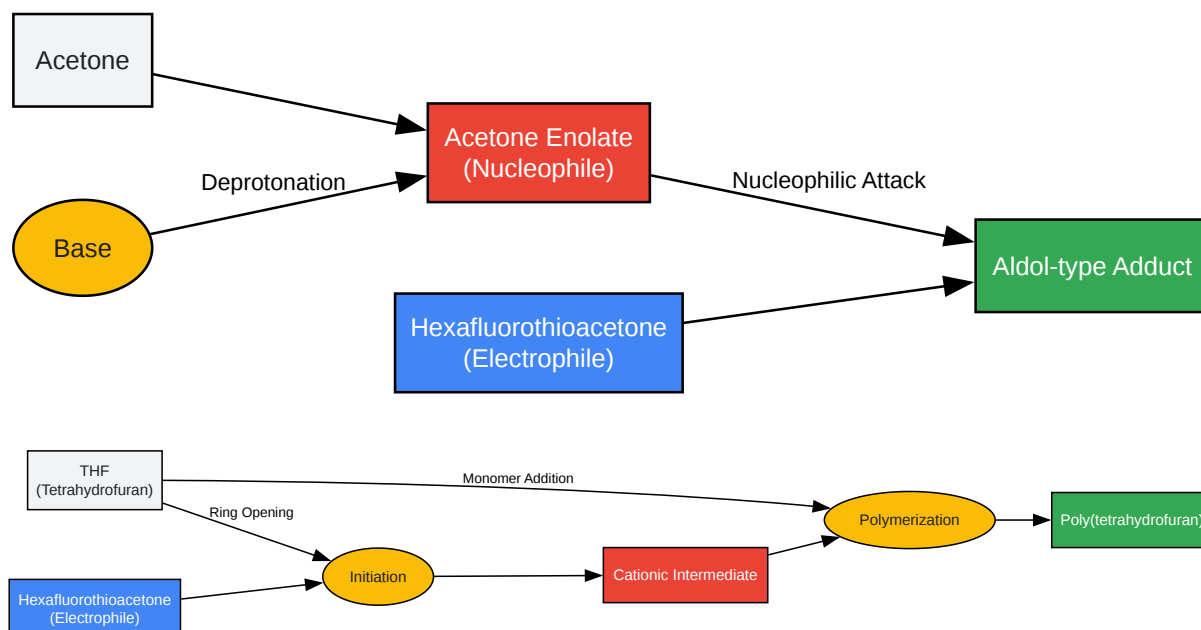 Acetone
Acetone Enolate
(Nucleophile)
Deprotonation
Nucleophilic Attack
Base
Aldol-type Adduct
Hexafluorothioacetone
(Electrophile)
THF
(Tetrahydrofuran)
Monomer Addition
Ring Opening
Polymerization
Poly(tetrahydrofuran)
Initiation
Cationic Intermediate
Hexafluorothioacetone
(Electrophile)